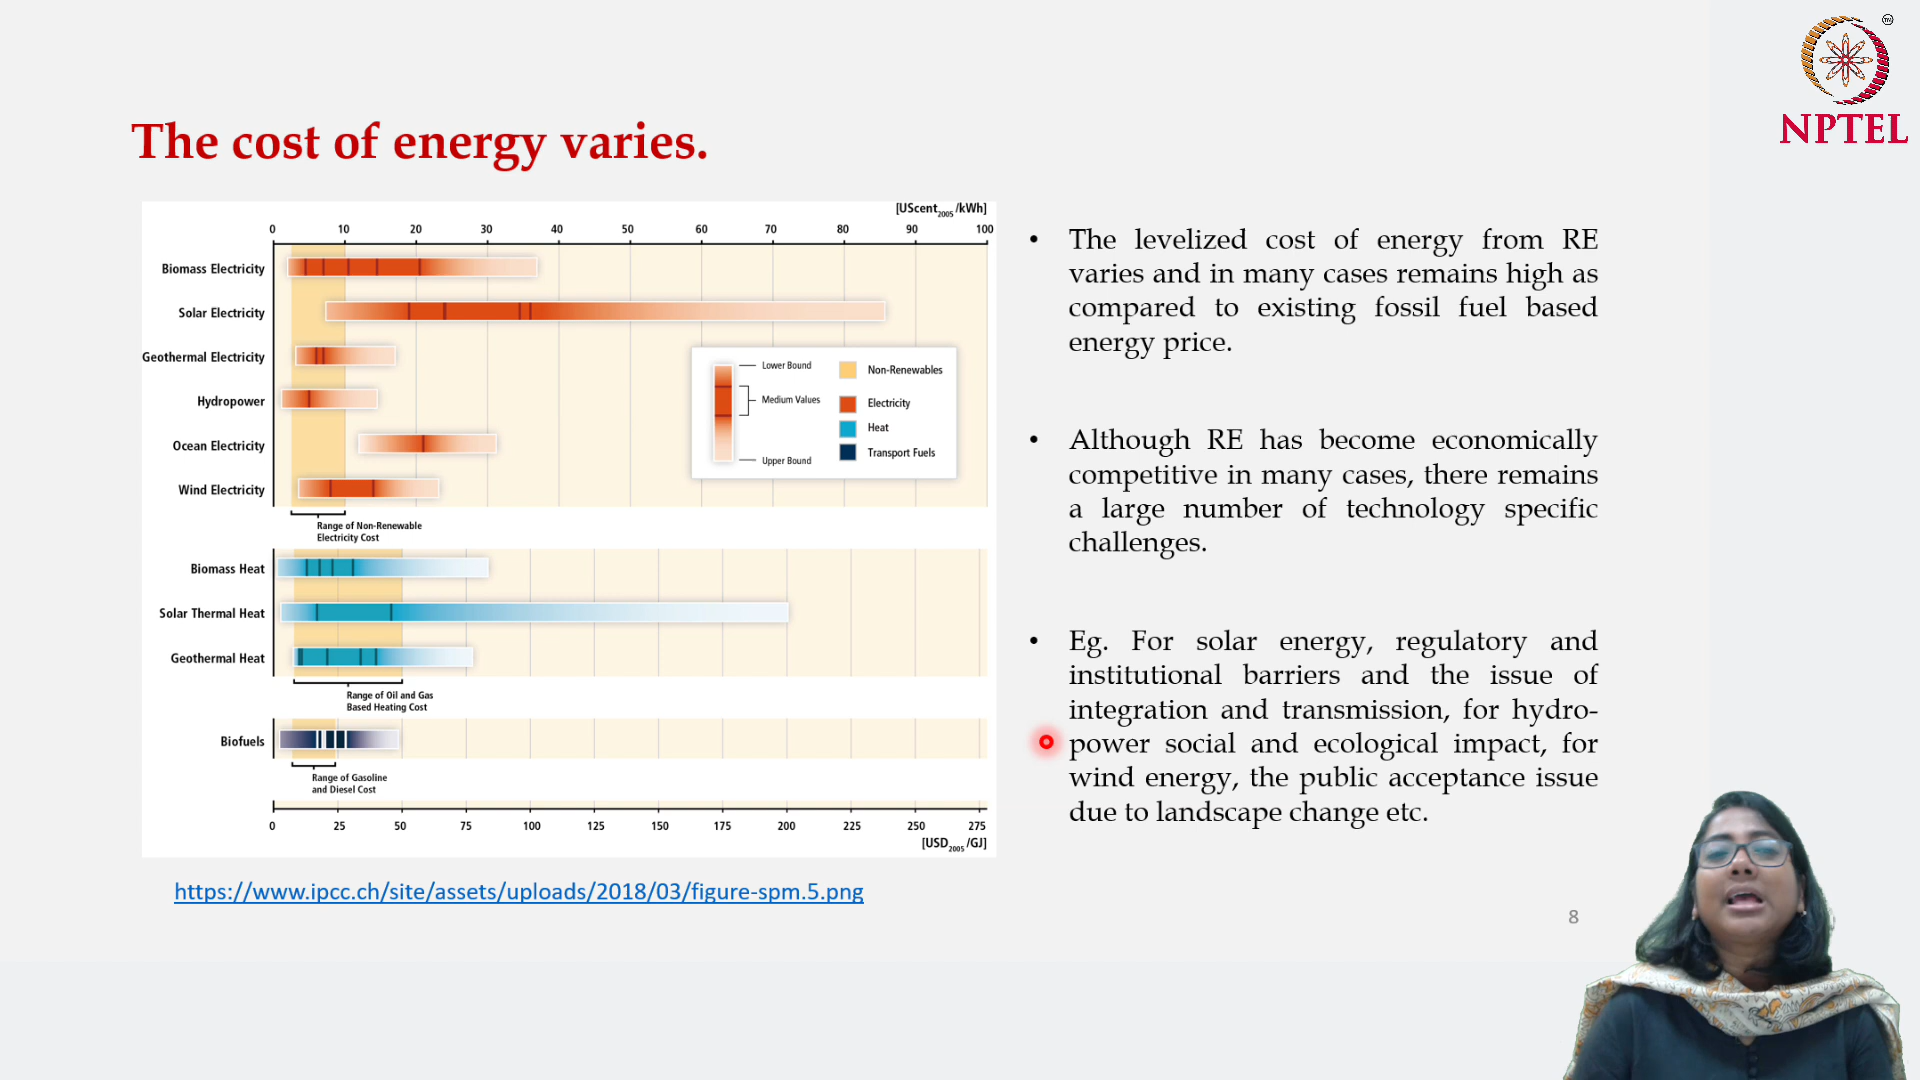 ™
NPTEL
The cost of energy varies.
[UScent2005/kWh]
0 10 20 30 40 50 60 70 80 90 100
Biomass Electricity
Solar Electricity
Geothermal Electricity
Hydropower
Ocean Electricity
Wind Electricity
Lower Bound
Medium Values
Upper Bound
Non-Renewables
Electricity
Heat
Transport Fuels
Range of Non-Renewable
Electricity Cost
Biomass Heat
Solar Thermal Heat
Geothermal Heat
Range of Oil and Gas
Based Heating Cost
Biofuels
Range of Gasoline
and Diesel Cost
0 25 50 75 100 125 150 175 200 225 250 275
[USD2005/GJ]
https://www.ipcc.ch/site/assets/uploads/2018/03/figure-spm.5.png
• The levelized cost of energy from RE
varies and in many cases remains high as
compared to existing fossil fuel based
energy price.
• Although RE has become economically
competitive in many cases, there remains
a large number of technology specific
challenges.
• Eg. For solar energy, regulatory and
institutional barriers and the issue of
integration and transmission, for hydro-
power social and ecological impact, for
wind energy, the public acceptance issue
due to landscape change etc.
8